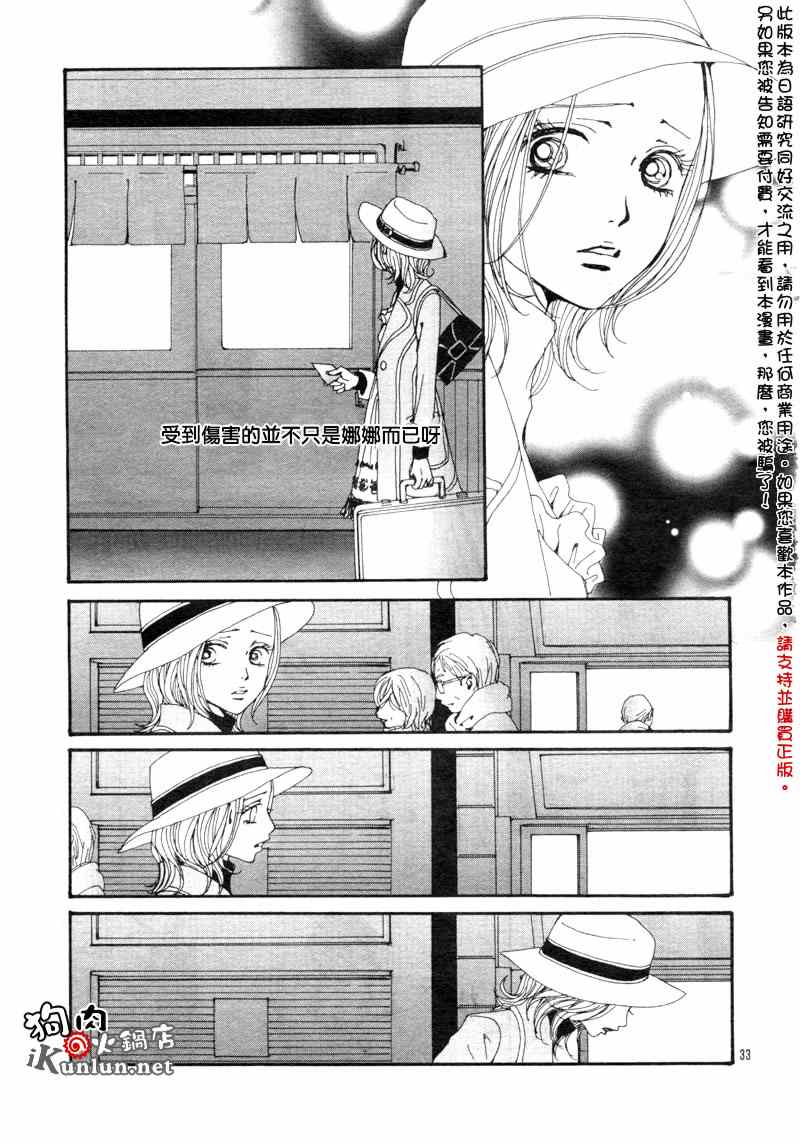 此版本為日語研究同好交流之用，請勿用於任何商業用途。如果您喜歡本作品，請支持並購買正版。
另如果您被告知需要付費，才能看到本漫畫，那麼，您被騙了！
受到傷害的並不只是娜娜而已呀
狗肉火鍋店
iKunlun.net
33